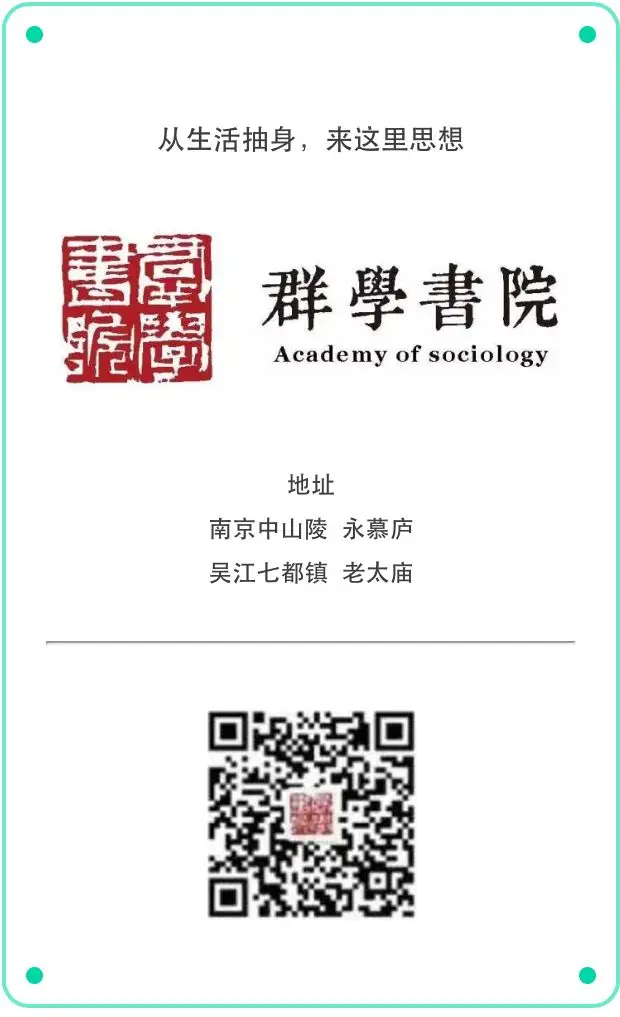 从生活抽身，来这里思想
群學書院
群學書院
Academy of sociology
地址
南京中山陵 永慕庐
吴江七都镇 老太庙